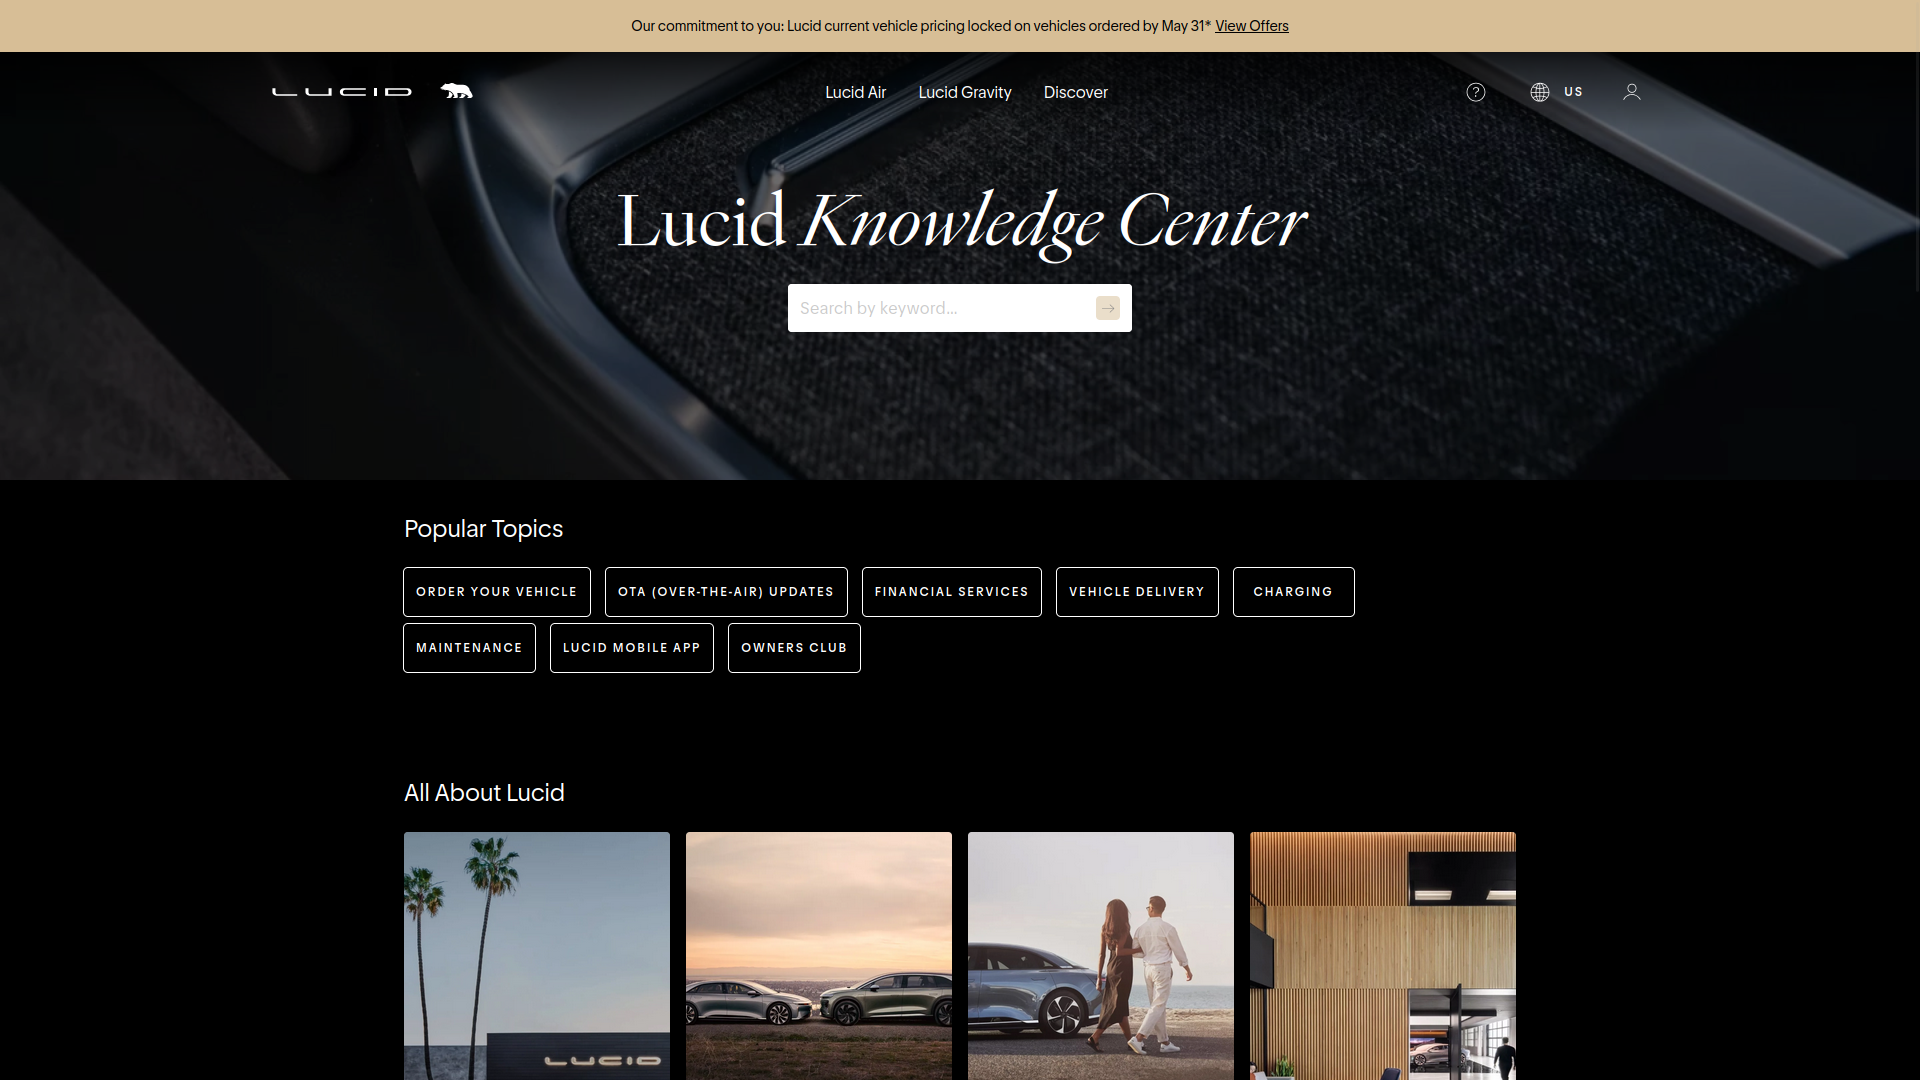 Our commitment to you: Lucid current vehicle pricing locked on vehicles ordered by May 31* View Offers
LUCID
Lucid Air
Lucid Gravity
Discover
?
US
Lucid Knowledge Center
Search by keyword...
Popular Topics
ORDER YOUR VEHICLE
OTA (OVER-THE-AIR) UPDATES
FINANCIAL SERVICES
VEHICLE DELIVERY
CHARGING
MAINTENANCE
LUCID MOBILE APP
OWNERS CLUB
All About Lucid
LUCID